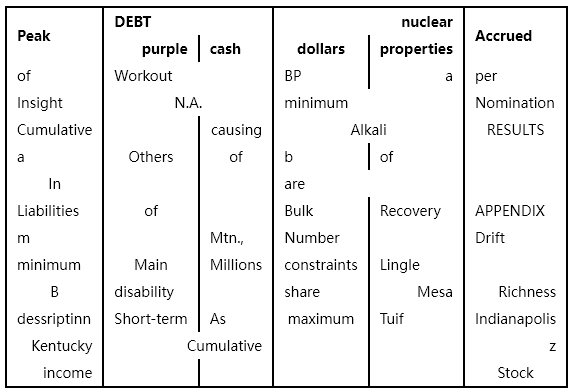 Peak DEBT nuclear Accrued
purple cash dollars properties
of Workout BP a per
Insight N.A. minimum Nomination
Cumulative causing Alkali RESULTS
a Others of b of
In are
Liabilities of Bulk Recovery APPENDIX
m Mtn., Number Drift
minimum Main Millions constraints Lingle
B disability share Mesa Richness
dessriptinn Short-term As maximum Tuif Indianapolis
Kentucky Cumulative z
income Stock